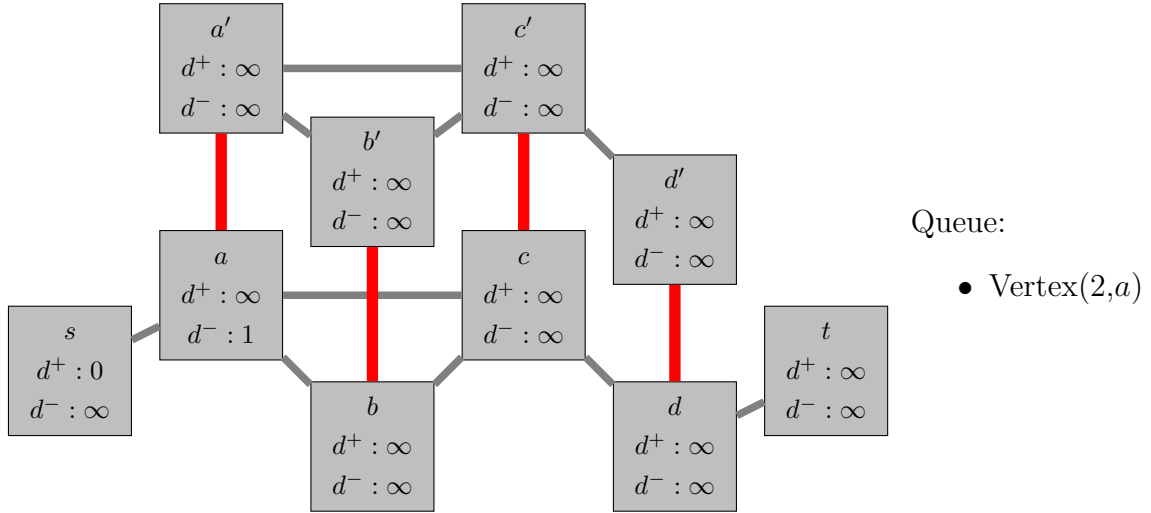 a′
d⁺ : ∞
d⁻ : ∞
c′
d⁺ : ∞
d⁻ : ∞
b′
d⁺ : ∞
d⁻ : ∞
d′
d⁺ : ∞
d⁻ : ∞
a
d⁺ : ∞
d⁻ : 1
c
d⁺ : ∞
d⁻ : ∞
s
d⁺ : 0
d⁻ : ∞
b
d⁺ : ∞
d⁻ : ∞
d
d⁺ : ∞
d⁻ : ∞
t
d⁺ : ∞
d⁻ : ∞
Queue:
• Vertex(2,a)